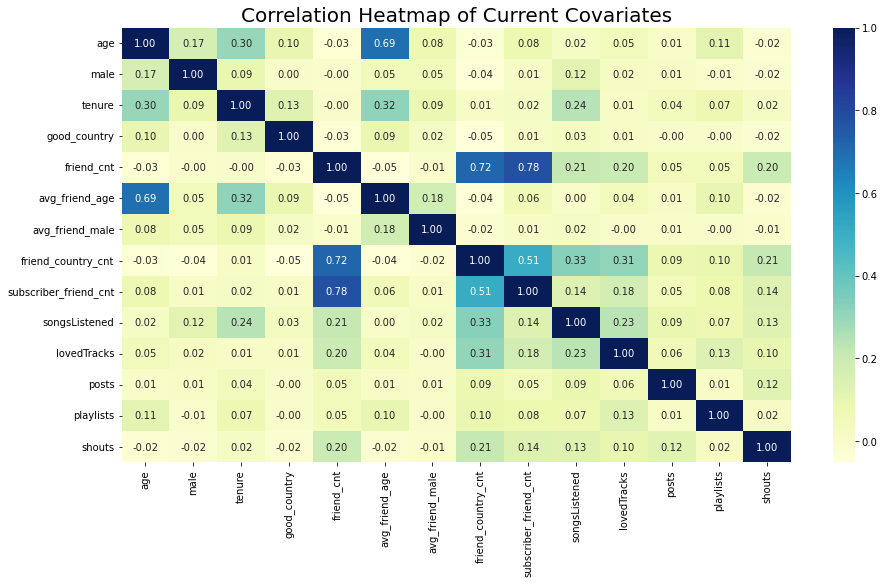 Correlation Heatmap of Current Covariates
age 1.00 0.17 0.30 0.10 -0.03 0.69 0.08 -0.03 0.08 0.02 0.05 0.01 0.11 -0.02
male 0.17 1.00 0.09 0.00 -0.00 0.05 0.05 -0.04 0.01 0.12 0.02 0.01 -0.01 -0.02
tenure 0.30 0.09 1.00 0.13 -0.00 0.32 0.09 0.01 0.02 0.24 0.01 0.04 0.07 0.02
good_country 0.10 0.00 0.13 1.00 -0.03 0.09 0.02 -0.05 0.01 0.03 0.01 -0.00 -0.00 -0.02
friend_cnt -0.03 -0.00 -0.00 -0.03 1.00 -0.05 -0.01 0.72 0.78 0.21 0.20 0.05 0.05 0.20
avg_friend_age 0.69 0.05 0.32 0.09 -0.05 1.00 0.18 -0.04 0.06 0.00 0.04 0.01 0.10 -0.02
avg_friend_male 0.08 0.05 0.09 0.02 -0.01 0.18 1.00 -0.02 0.01 0.02 -0.00 0.01 -0.00 -0.01
friend_country_cnt -0.03 -0.04 0.01 -0.05 0.72 -0.04 -0.02 1.00 0.51 0.33 0.31 0.09 0.10 0.21
subscriber_friend_cnt 0.08 0.01 0.02 0.01 0.78 0.06 0.01 0.51 1.00 0.14 0.18 0.05 0.08 0.14
songsListened 0.02 0.12 0.24 0.03 0.21 0.00 0.02 0.33 0.14 1.00 0.23 0.09 0.07 0.13
lovedTracks 0.05 0.02 0.01 0.01 0.20 0.04 -0.00 0.31 0.18 0.23 1.00 0.06 0.13 0.10
posts 0.01 0.01 0.04 -0.00 0.05 0.01 0.01 0.09 0.05 0.09 0.06 1.00 0.01 0.12
playlists 0.11 -0.01 0.07 -0.00 0.05 0.10 -0.00 0.10 0.08 0.07 0.13 0.01 1.00 0.02
shouts -0.02 -0.02 0.02 -0.02 0.20 -0.02 -0.01 0.21 0.14 0.13 0.10 0.12 0.02 1.00
age
male
tenure
good_country
friend_cnt
avg_friend_age
avg_friend_male
friend_country_cnt
subscriber_friend_cnt
songsListened
lovedTracks
posts
playlists
shouts
1.0
0.8
0.6
0.4
0.2
0.0